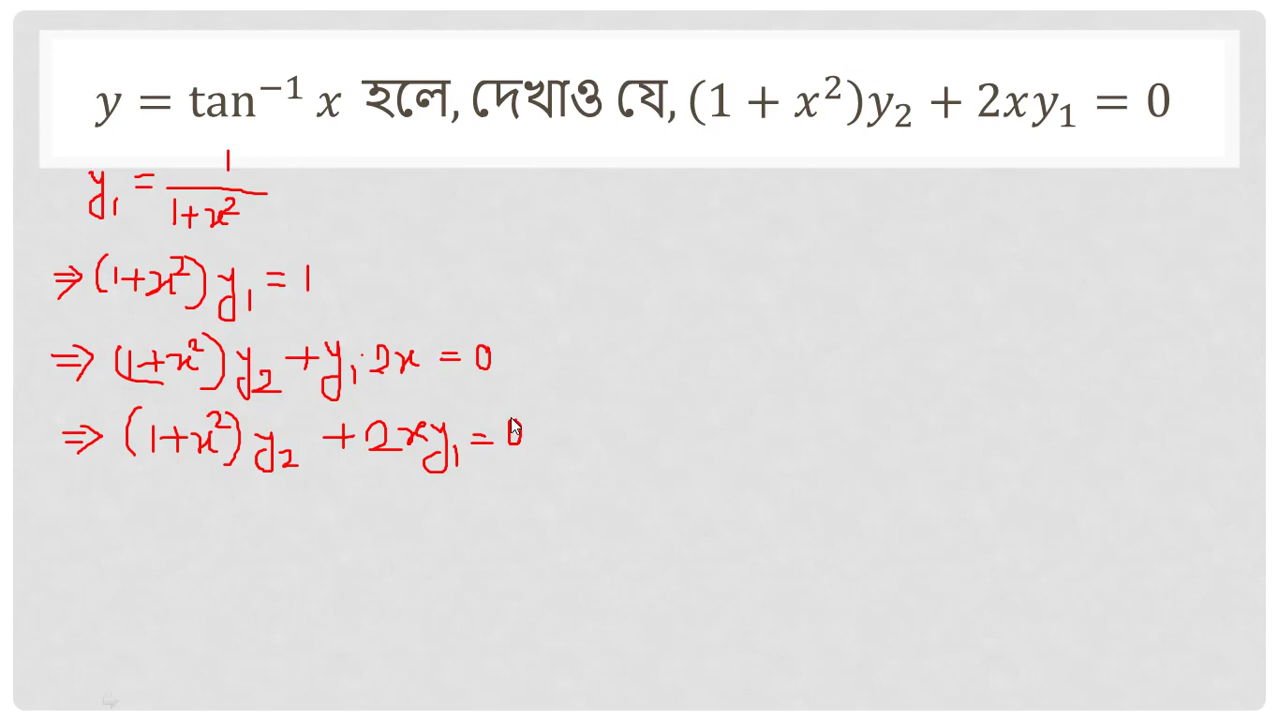 y = tan⁻¹ x হলে, দেখাও যে, (1 + x²)y₂ + 2xy₁ = 0
y₁ = 1/(1+x²)
⇒ (1+x²) y₁ = 1
⇒ (1+x²) y₂ + y₁ · 2x = 0
⇒ (1+x²) y₂ + 2xy₁ = 0